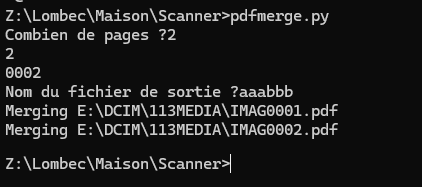 Z:\Lombec\Maison\Scanner>pdfmerge.py
Combien de pages ?2
2
0002
Nom du fichier de sortie ?aaabbb
Merging E:\DCIM\113MEDIA\IMAG0001.pdf
Merging E:\DCIM\113MEDIA\IMAG0002.pdf
Z:\Lombec\Maison\Scanner>